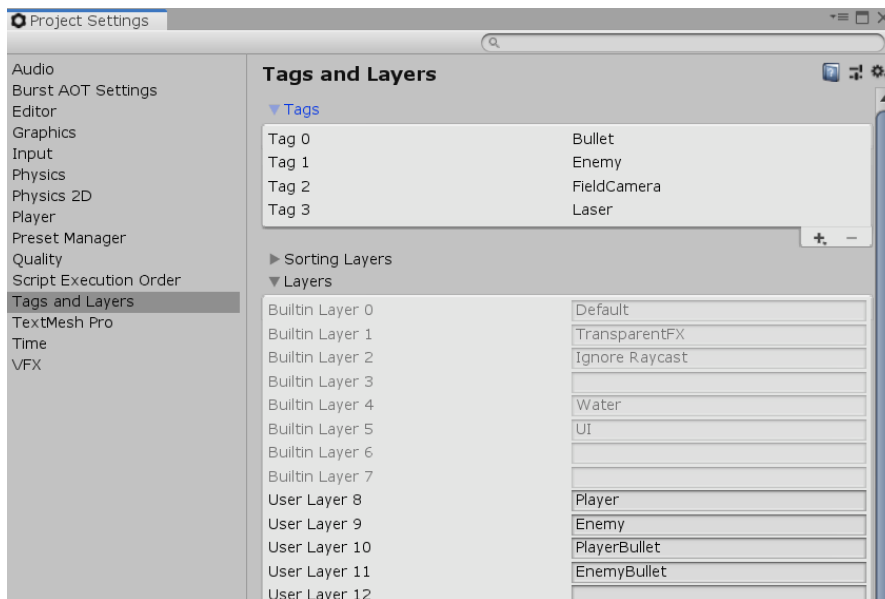 Project Settings
Audio
Burst AOT Settings
Editor
Graphics
Input
Physics
Physics 2D
Player
Preset Manager
Quality
Script Execution Order
Tags and Layers
TextMesh Pro
Time
VFX
Tags and Layers
Tags
Tag 0 Bullet
Tag 1 Enemy
Tag 2 FieldCamera
Tag 3 Laser
Sorting Layers
Layers
Builtin Layer 0 Default
Builtin Layer 1 TransparentFX
Builtin Layer 2 Ignore Raycast
Builtin Layer 3
Builtin Layer 4 Water
Builtin Layer 5 UI
Builtin Layer 6
Builtin Layer 7
User Layer 8 Player
User Layer 9 Enemy
User Layer 10 PlayerBullet
User Layer 11 EnemyBullet
User Layer 12